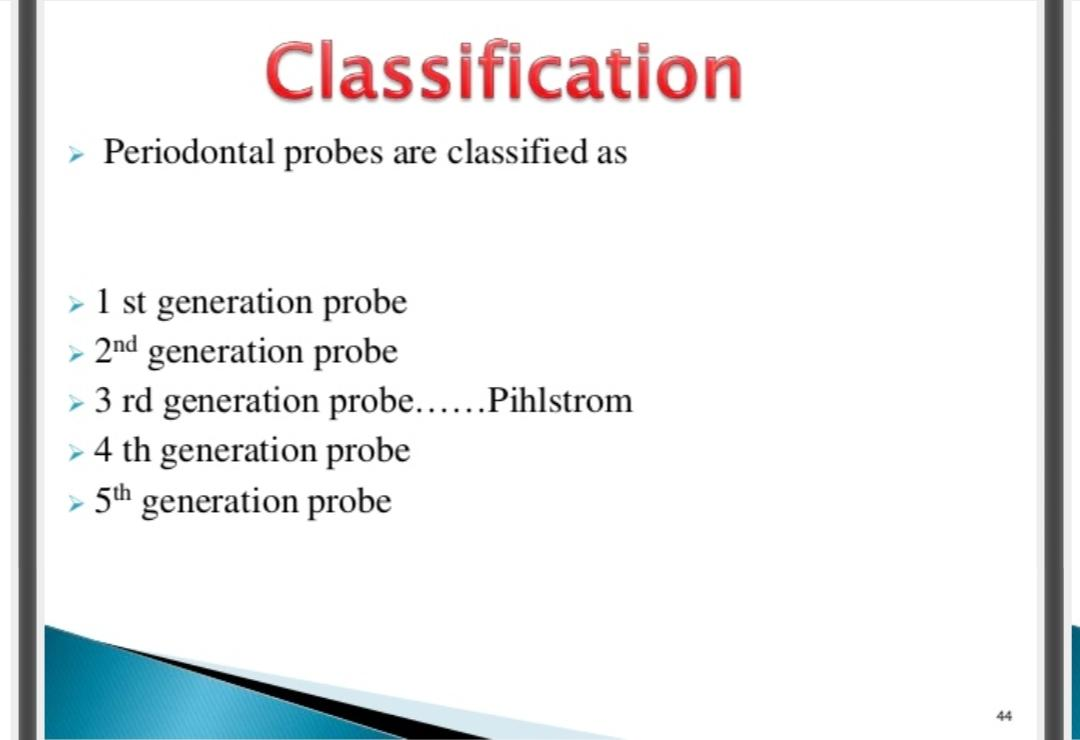 Classification
Periodontal probes are classified as
1 st generation probe
2nd generation probe
3 rd generation probe......Pihlstrom
4 th generation probe
5th generation probe
44